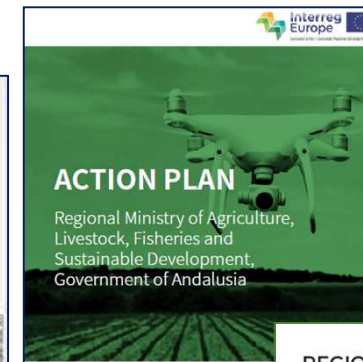 Interreg
Europe
ACTION PLAN
Regional Ministry of Agriculture,
Livestock, Fisheries and
Sustainable Development,
Government of Andalusia